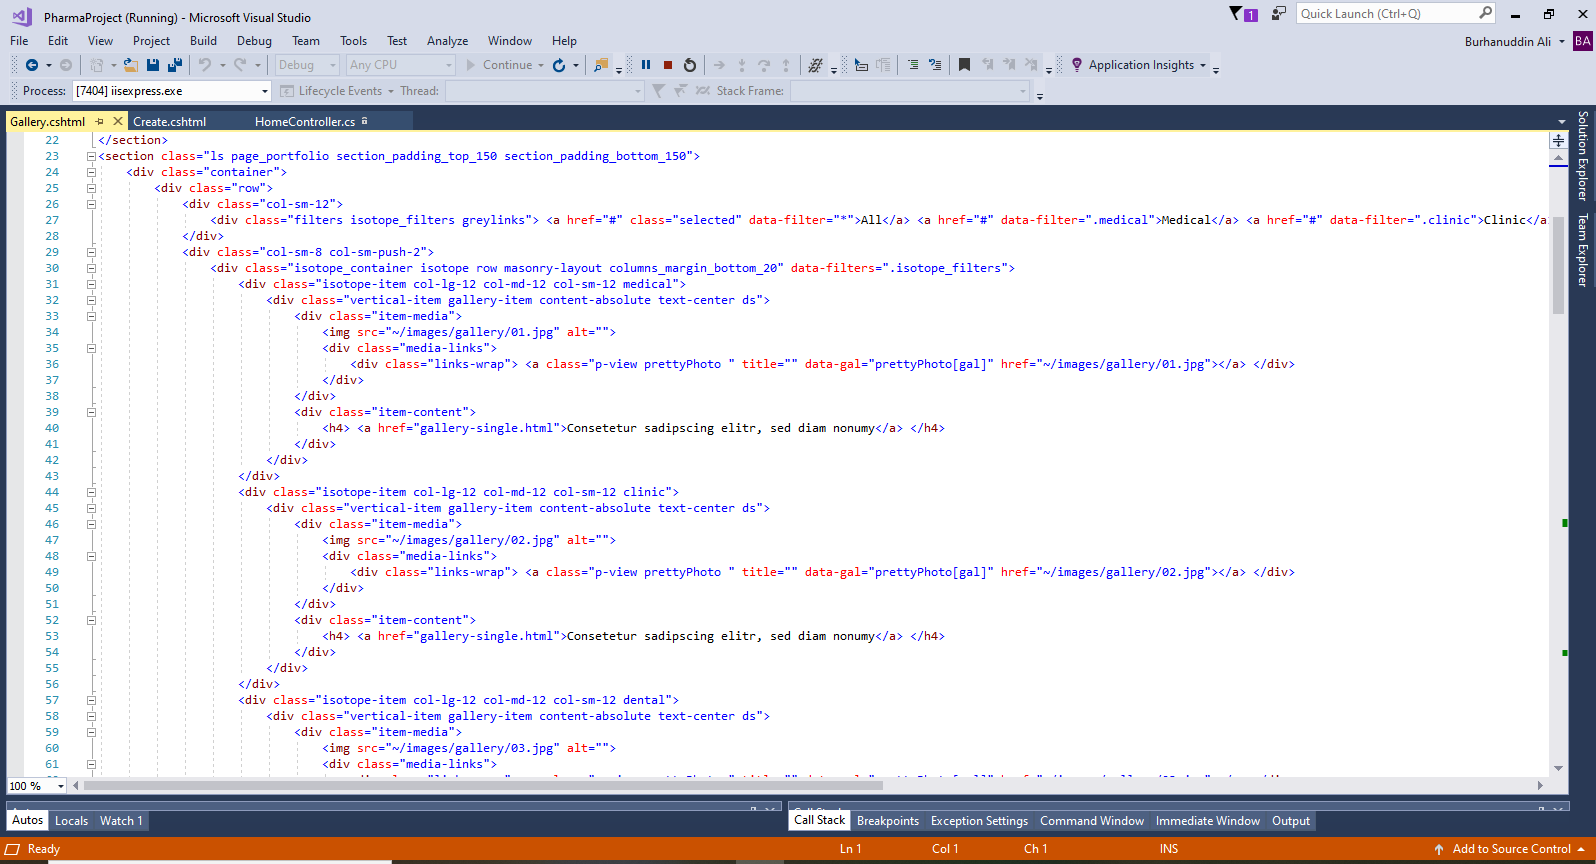 PharmaProject (Running) - Microsoft Visual Studio
1
Quick Launch (Ctrl+Q)
File Edit View Project Build Debug Team Tools Test Analyze Window Help
Burhanuddin Ali BA
Debug Any CPU Continue Application Insights
Process: [7404] iisexpress.exe Lifecycle Events Thread: Stack Frame:
Gallery.cshtml Create.cshtml HomeController.cs
Solution Explorer
Team Explorer
22 </section>
23 <section class="ls page_portfolio section_padding_top_150 section_padding_bottom_150">
24 <div class="container">
25 <div class="row">
26 <div class="col-sm-12">
27 <div class="filters isotope_filters greylinks"> <a href="#" class="selected" data-filter="*">All</a> <a href="#" data-filter=".medical">Medical</a> <a href="#" data-filter=".clinic">Clinic</a
28 </div>
29 <div class="col-sm-8 col-sm-push-2">
30 <div class="isotope_container isotope row masonry-layout columns_margin_bottom_20" data-filters=".isotope_filters">
31 <div class="isotope-item col-lg-12 col-md-12 col-sm-12 medical">
32 <div class="vertical-item gallery-item content-absolute text-center ds">
33 <div class="item-media">
34 <img src="~/images/gallery/01.jpg" alt="">
35 <div class="media-links">
36 <div class="links-wrap"> <a class="p-view prettyPhoto " title="" data-gal="prettyPhoto[gal]" href="~/images/gallery/01.jpg"></a> </div>
37 </div>
38 </div>
39 <div class="item-content">
40 <h4> <a href="gallery-single.html">Consetetur sadipscing elitr, sed diam nonumy</a> </h4>
41 </div>
42 </div>
43 </div>
44 <div class="isotope-item col-lg-12 col-md-12 col-sm-12 clinic">
45 <div class="vertical-item gallery-item content-absolute text-center ds">
46 <div class="item-media">
47 <img src="~/images/gallery/02.jpg" alt="">
48 <div class="media-links">
49 <div class="links-wrap"> <a class="p-view prettyPhoto " title="" data-gal="prettyPhoto[gal]" href="~/images/gallery/02.jpg"></a> </div>
50 </div>
51 </div>
52 <div class="item-content">
53 <h4> <a href="gallery-single.html">Consetetur sadipscing elitr, sed diam nonumy</a> </h4>
54 </div>
55 </div>
56 </div>
57 <div class="isotope-item col-lg-12 col-md-12 col-sm-12 dental">
58 <div class="vertical-item gallery-item content-absolute text-center ds">
59 <div class="item-media">
60 <img src="~/images/gallery/03.jpg" alt="">
61 <div class="media-links">
100 %
Autos Locals Watch 1
Call Stack Breakpoints Exception Settings Command Window Immediate Window Output
Ready Ln 1 Col 1 Ch 1 INS Add to Source Control